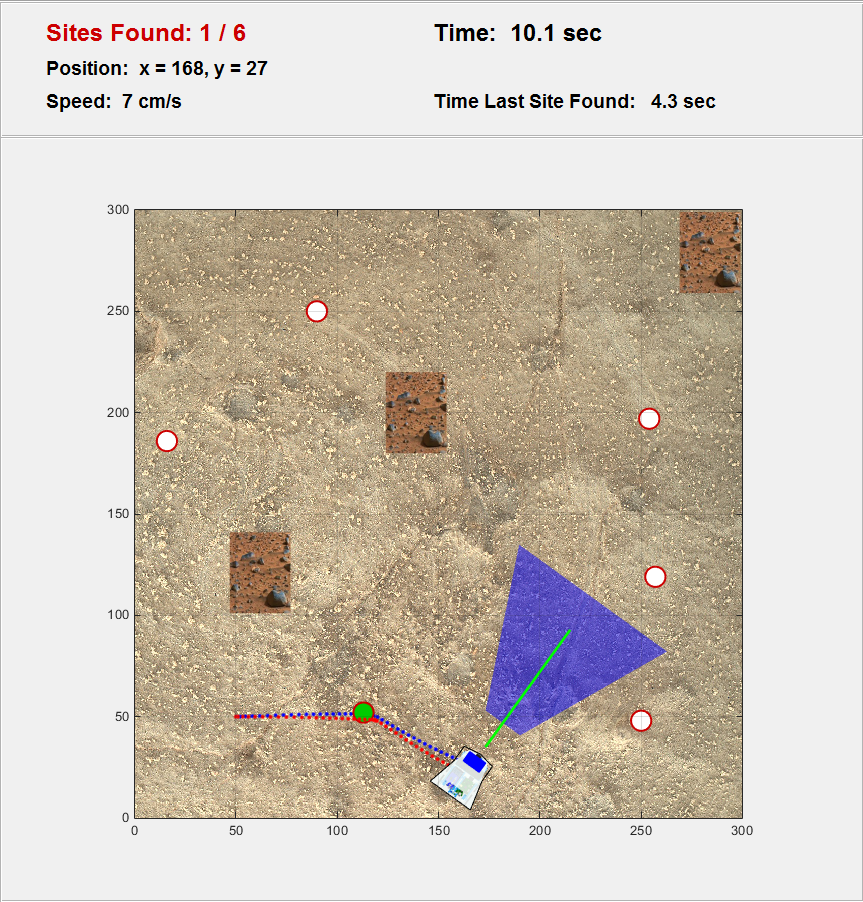 Sites Found: 1 / 6
Time: 10.1 sec
Position: x = 168, y = 27
Speed: 7 cm/s
Time Last Site Found: 4.3 sec
300
250
200
150
100
50
0
0 50 100 150 200 250 300